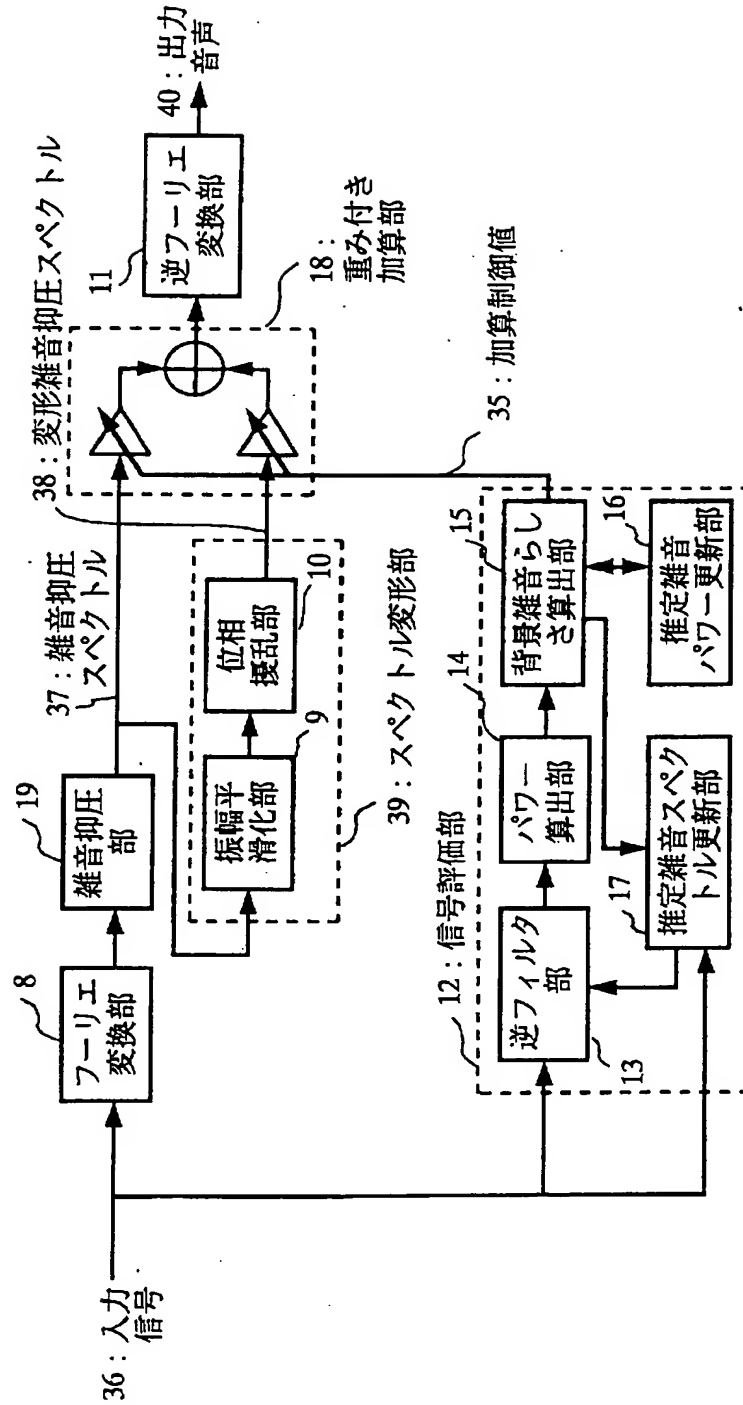 36：入力
信号
8
フーリエ
変換部
19
雑音抑圧
部
37：雑音抑圧
スペクトル
38：変形雑音抑圧スペクトル
11
逆フーリエ
変換部
40：出力
音声
18：
重み付き
加算部
振幅平
滑化部
9
位相
擾乱部
10
39：スペクトル変形部
35：加算制御値
12：信号評価部
逆フィルタ
部
13
パワー
算出部
14
15
背景雑音らし
さ算出部
16
推定雑音
パワー更新部
17
推定雑音スペク
トル更新部